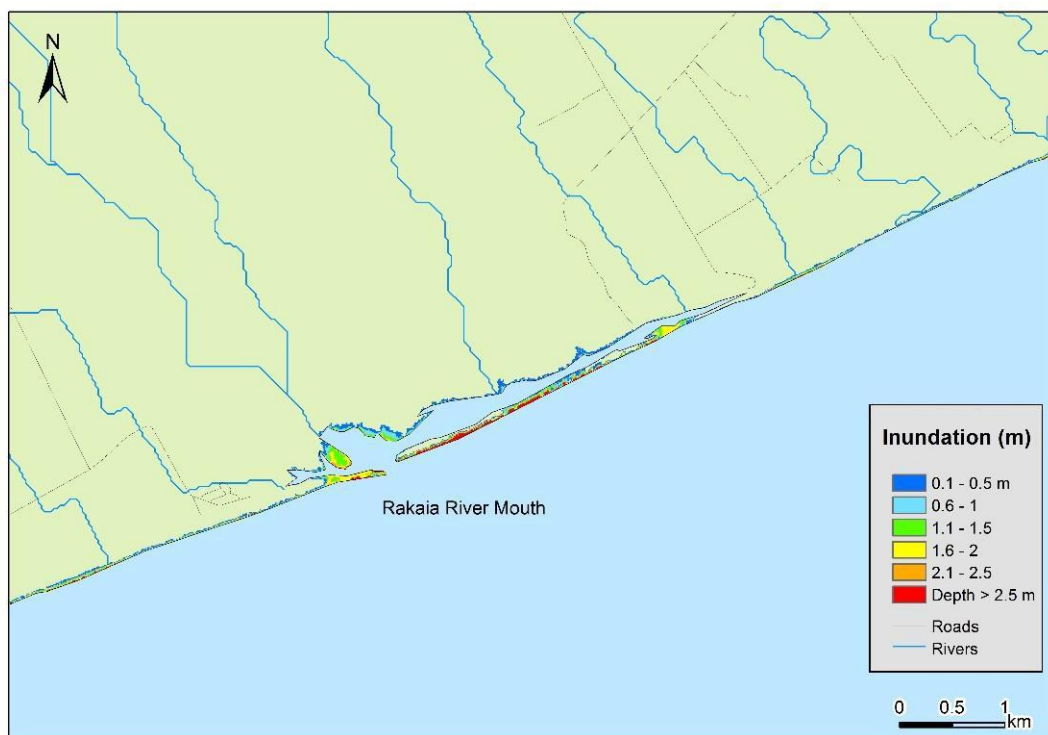 N
Rakaia River Mouth
Inundation (m)
0.1 - 0.5 m
0.6 - 1
1.1 - 1.5
1.6 - 2
2.1 - 2.5
Depth > 2.5 m
Roads
Rivers
0 0.5 1
km